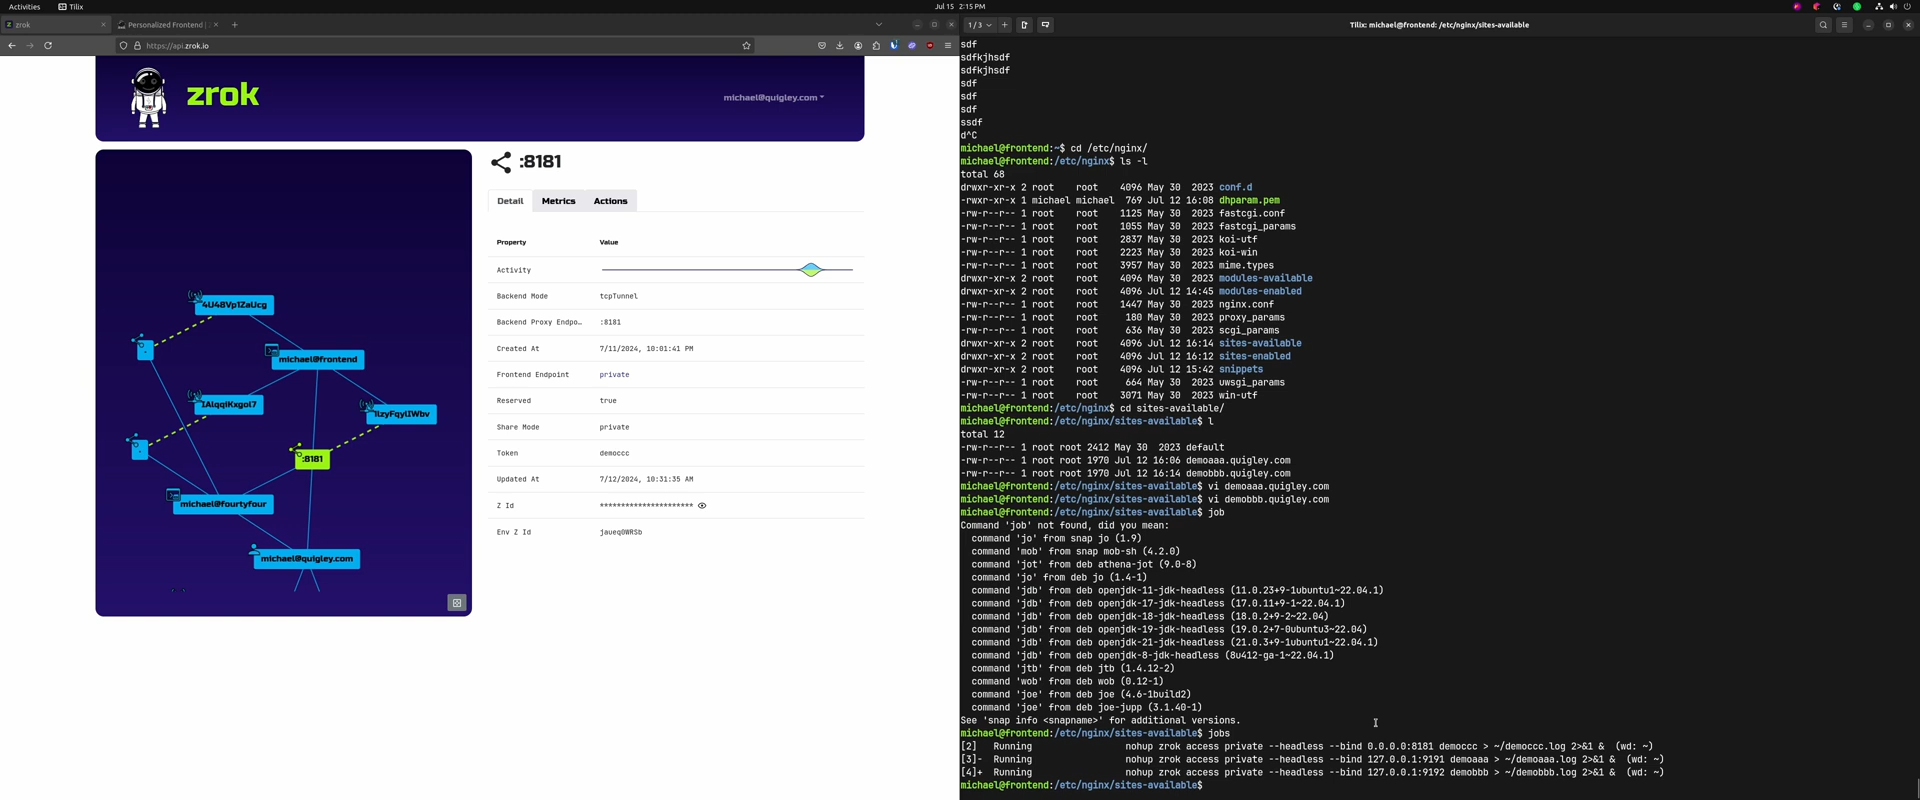 Activities
Tilix
Jul 15 2:15 PM
zrok
Personalized Frontend |
https://api.zrok.io
zrok
michael@quigley.com
:8181
Detail
Metrics
Actions
Property
Value
Activity
Backend Mode
tcpTunnel
Backend Proxy Endpo…
:8181
Created At
7/11/2024, 10:01:41 PM
Frontend Endpoint
private
Reserved
true
Share Mode
private
Token
democcc
Updated At
7/12/2024, 10:31:35 AM
Z Id
**********************
Env Z Id
jaueq0WRSb
4U48Vp1ZaUcg
michael@frontend
:8181
michael@fourtyfour
michael@quigley.com
1 / 3
Tilix: michael@frontend: /etc/nginx/sites-available
sdf
sdfkjhsdf
sdfkjhsdf
sdf
sdf
sdf
ssdf
d^C
michael@frontend:~$ cd /etc/nginx/
michael@frontend:/etc/nginx$ ls -l
total 68
drwxr-xr-x 2 root    root    4096 May 30  2023 conf.d
-rwxr-xr-x 1 michael michael  769 Jul 12 16:08 dhparam.pem
-rw-r--r-- 1 root    root    1125 May 30  2023 fastcgi.conf
-rw-r--r-- 1 root    root    1055 May 30  2023 fastcgi_params
-rw-r--r-- 1 root    root    2837 May 30  2023 koi-utf
-rw-r--r-- 1 root    root    2223 May 30  2023 koi-win
-rw-r--r-- 1 root    root    3957 May 30  2023 mime.types
drwxr-xr-x 2 root    root    4096 May 30  2023 modules-available
drwxr-xr-x 2 root    root    4096 Jul 12 14:45 modules-enabled
-rw-r--r-- 1 root    root    1447 May 30  2023 nginx.conf
-rw-r--r-- 1 root    root     180 May 30  2023 proxy_params
-rw-r--r-- 1 root    root     636 May 30  2023 scgi_params
drwxr-xr-x 2 root    root    4096 Jul 12 16:14 sites-available
drwxr-xr-x 2 root    root    4096 Jul 12 16:12 sites-enabled
drwxr-xr-x 2 root    root    4096 Jul 12 15:42 snippets
-rw-r--r-- 1 root    root     664 May 30  2023 uwsgi_params
-rw-r--r-- 1 root    root    3071 May 30  2023 win-utf
michael@frontend:/etc/nginx$ cd sites-available/
michael@frontend:/etc/nginx/sites-available$ l
total 12
-rw-r--r-- 1 root root 2412 May 30  2023 default
-rw-r--r-- 1 root root 1970 Jul 12 16:06 demoaaa.quigley.com
-rw-r--r-- 1 root root 1970 Jul 12 16:14 demobbb.quigley.com
michael@frontend:/etc/nginx/sites-available$ vi demoaaa.quigley.com
michael@frontend:/etc/nginx/sites-available$ vi demobbb.quigley.com
michael@frontend:/etc/nginx/sites-available$ job
Command 'job' not found, did you mean:
command 'jo' from snap jo (1.9)
command 'mob' from snap mob-sh (4.2.0)
command 'jot' from deb athena-jot (9.0-8)
command 'jo' from deb jo (1.4-1)
command 'jdb' from deb openjdk-11-jdk-headless (11.0.23+9-1ubuntu1~22.04.1)
command 'jdb' from deb openjdk-17-jdk-headless (17.0.11+9-1~22.04.1)
command 'jdb' from deb openjdk-18-jdk-headless (18.0.2+9-2~22.04)
command 'jdb' from deb openjdk-19-jdk-headless (19.0.2+7-0ubuntu3~22.04)
command 'jdb' from deb openjdk-21-jdk-headless (21.0.3+9-1ubuntu1~22.04.1)
command 'jdb' from deb openjdk-8-jdk-headless (8u412-ga-1~22.04.1)
command 'jtb' from deb jtb (1.4.12-2)
command 'wob' from deb wob (0.12-1)
command 'joe' from deb joe (4.6-1build2)
command 'joe' from deb joe-jupp (3.1.40-1)
See 'snap info <snapname>' for additional versions.
michael@frontend:/etc/nginx/sites-available$ jobs
[2]   Running                 nohup zrok access private --headless --bind 0.0.0.0:8181 democcc > ~/democcc.log 2>&1 &  (wd: ~)
[3]-  Running                 nohup zrok access private --headless --bind 127.0.0.1:9191 demoaaa > ~/demoaaa.log 2>&1 &  (wd: ~)
[4]+  Running                 nohup zrok access private --headless --bind 127.0.0.1:9192 demobbb > ~/demobbb.log 2>&1 &  (wd: ~)
michael@frontend:/etc/nginx/sites-available$